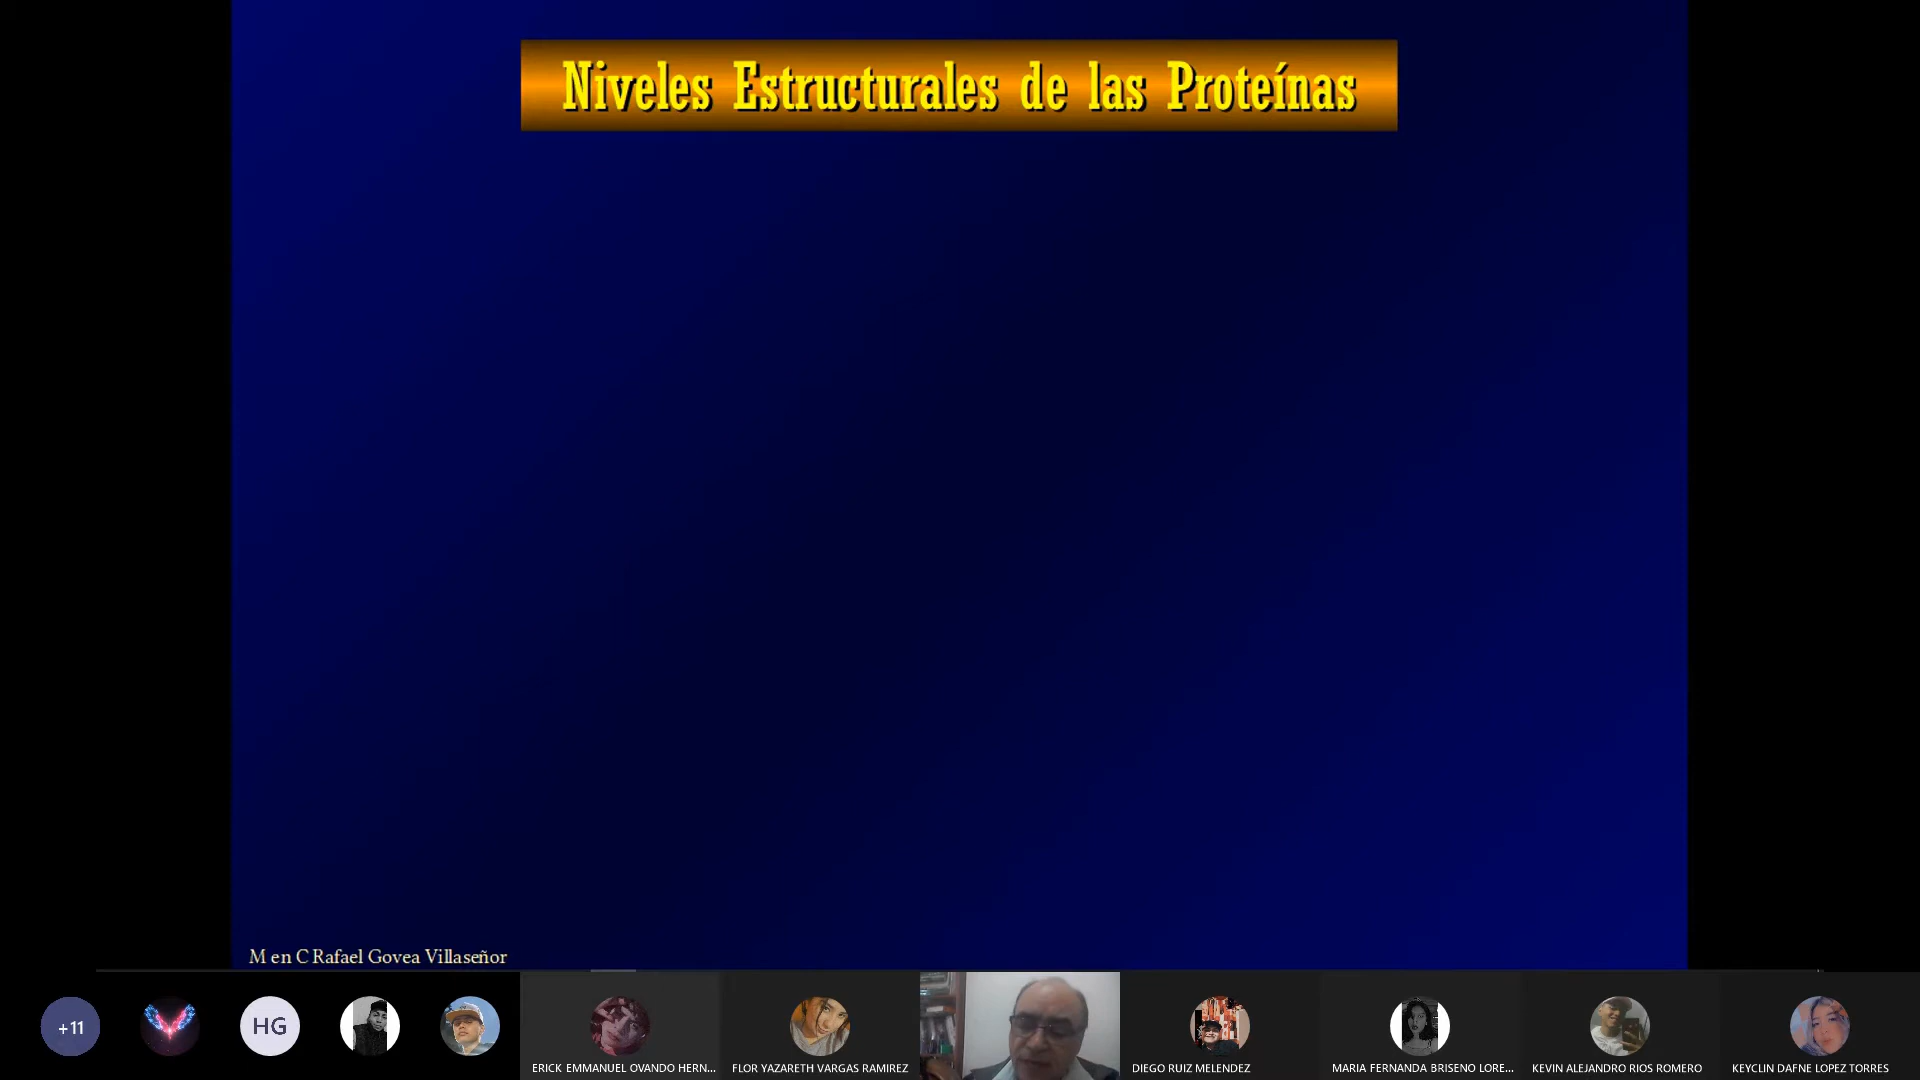 Niveles Estructurales de las Proteínas
M en C Rafael Govea Villaseñor
+11
HG
ERICK EMMANUEL OVANDO HERN...
FLOR YAZARETH VARGAS RAMIREZ
DIEGO RUIZ MELENDEZ
MARIA FERNANDA BRISENO LORE...
KEVIN ALEJANDRO RIOS ROMERO
KEYCLIN DAFNE LOPEZ TORRES